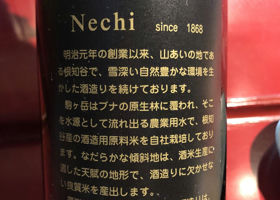 Nechi since 1868
明治元年の創業以来、山あいの地であ
る根知谷で、雪深い自然豊かな環境を生
かした酒造りを続けております。
駒ヶ岳はブナの原生林に覆われ、そこ
を水源として流れ出る農業用水で、根知
谷産の酒造用原料米を自社栽培しており
ます。なだらかな傾斜地は、酒米生産に
適した天賦の地形で、酒造りに欠かせな
い良質米を産出します。